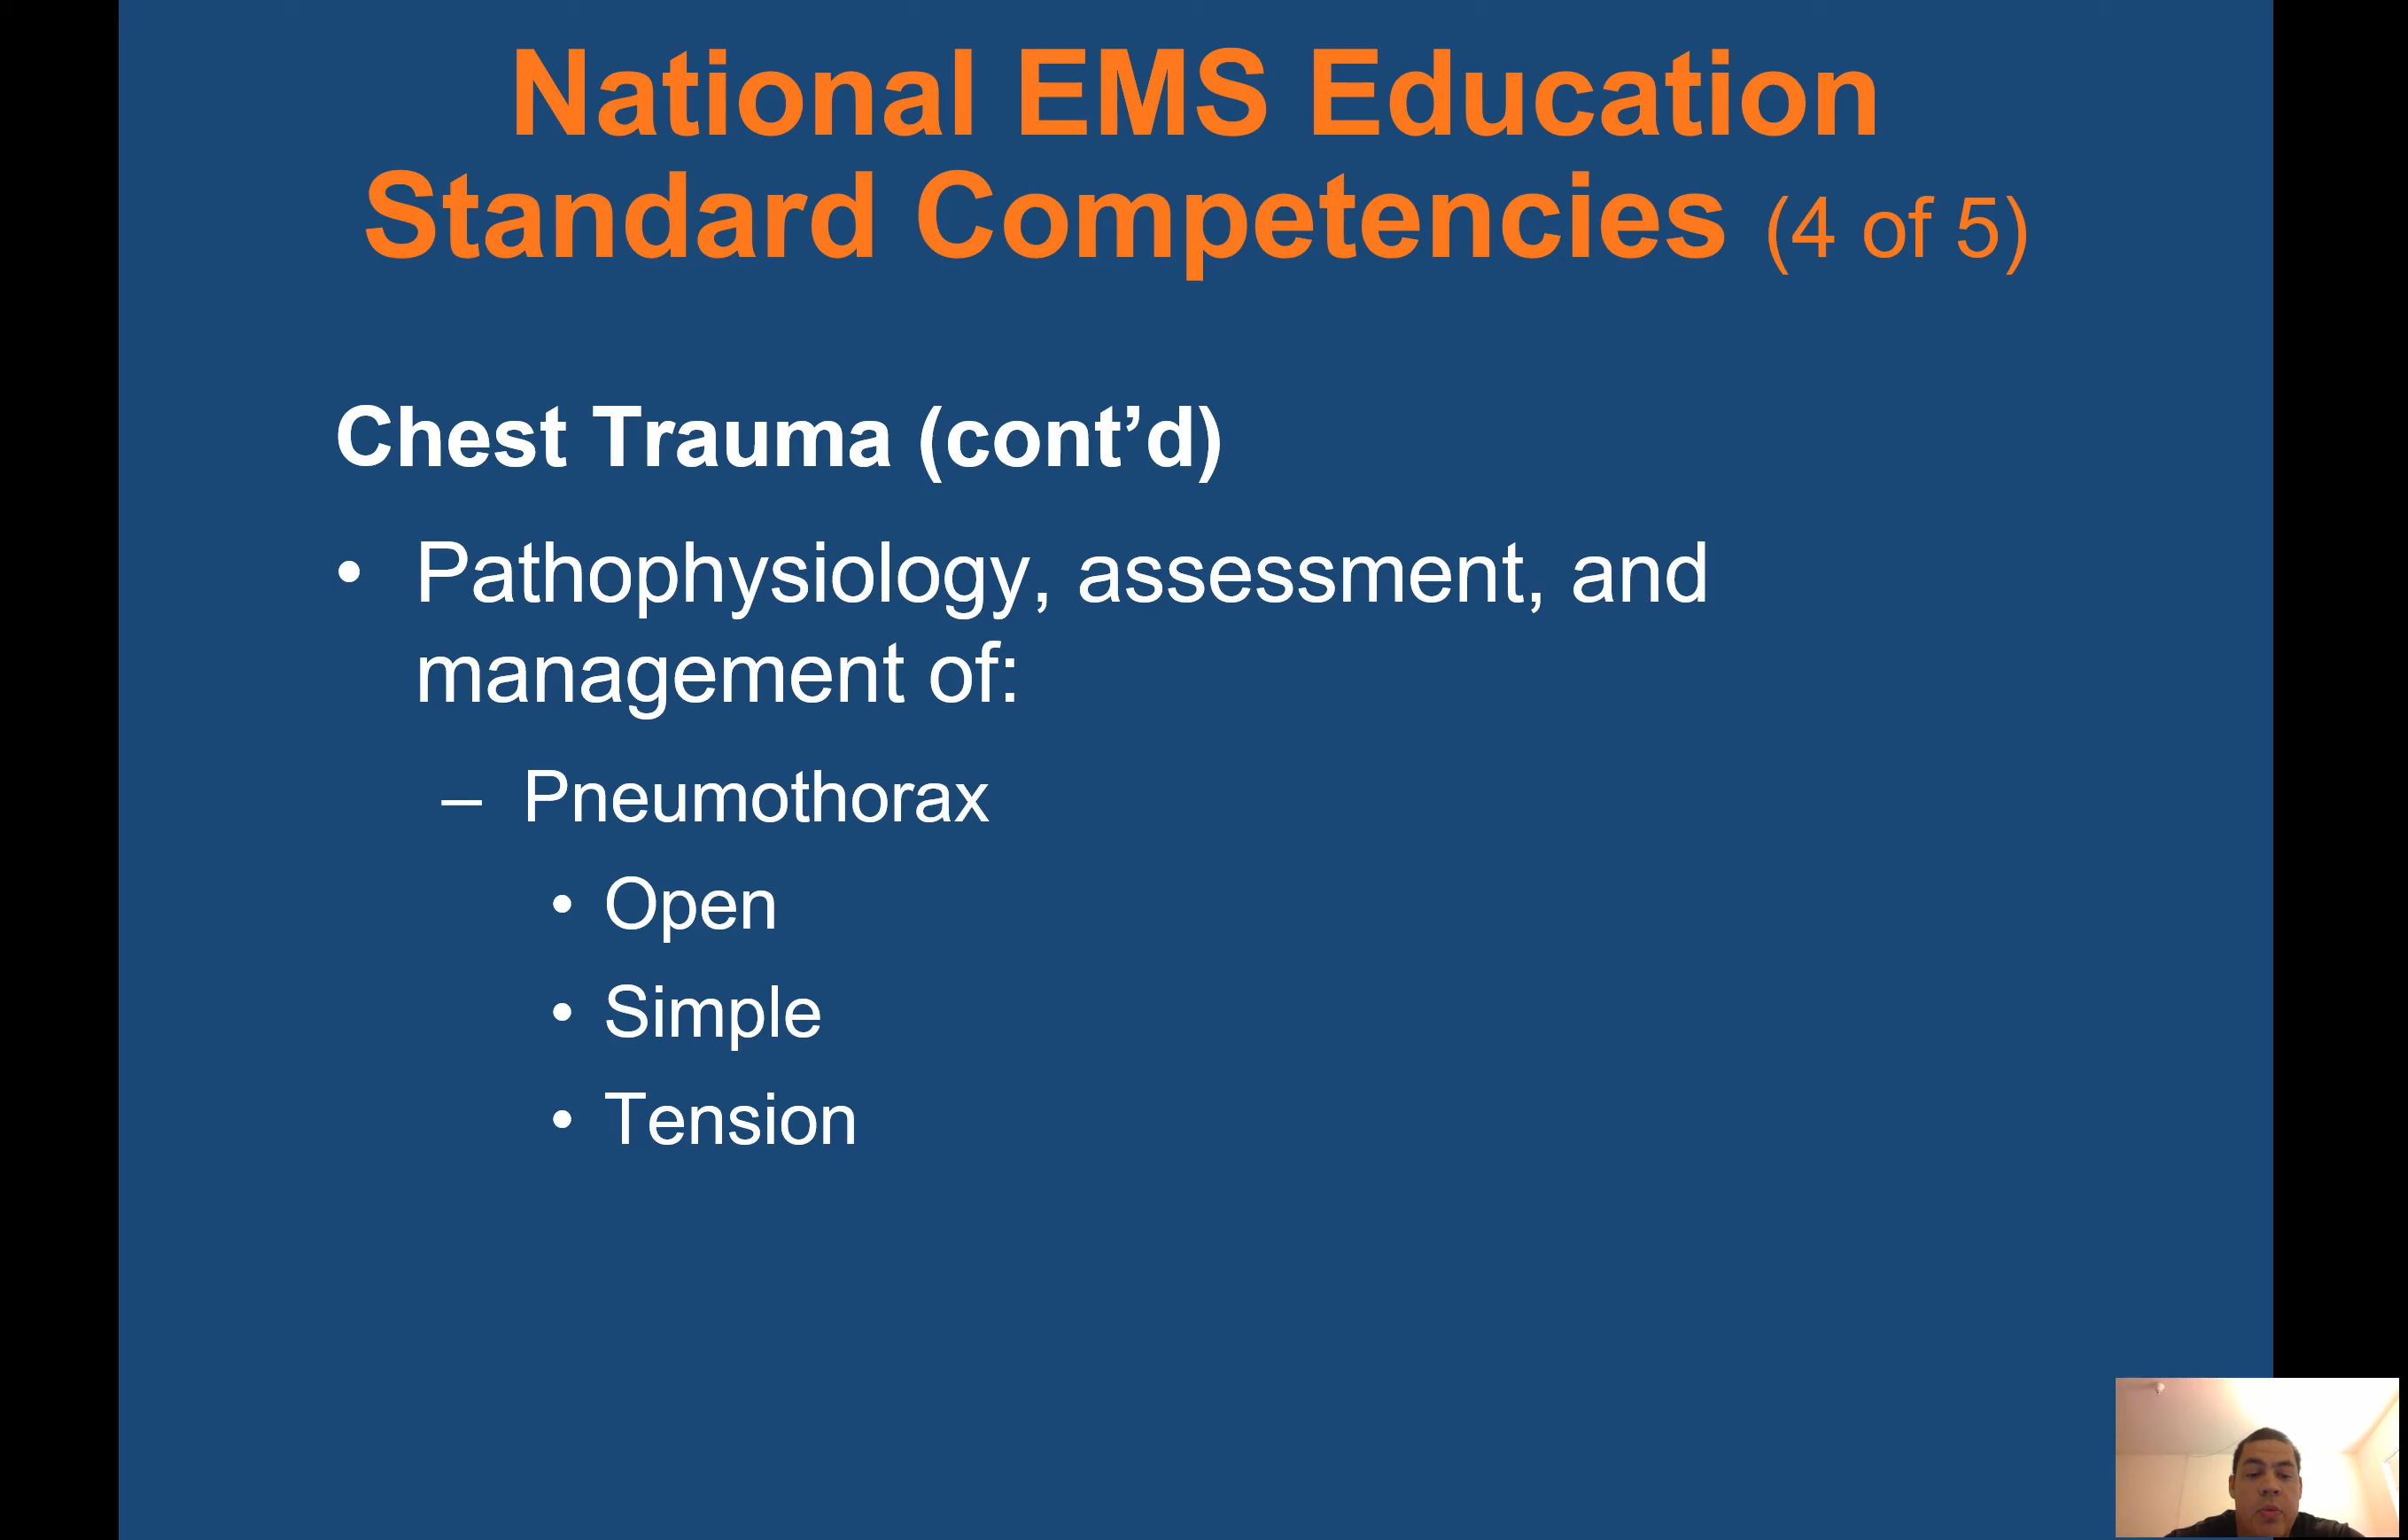 National EMS Education
Standard Competencies (4 of 5)
Chest Trauma (cont’d)
• Pathophysiology, assessment, and
management of:
– Pneumothorax
• Open
• Simple
• Tension